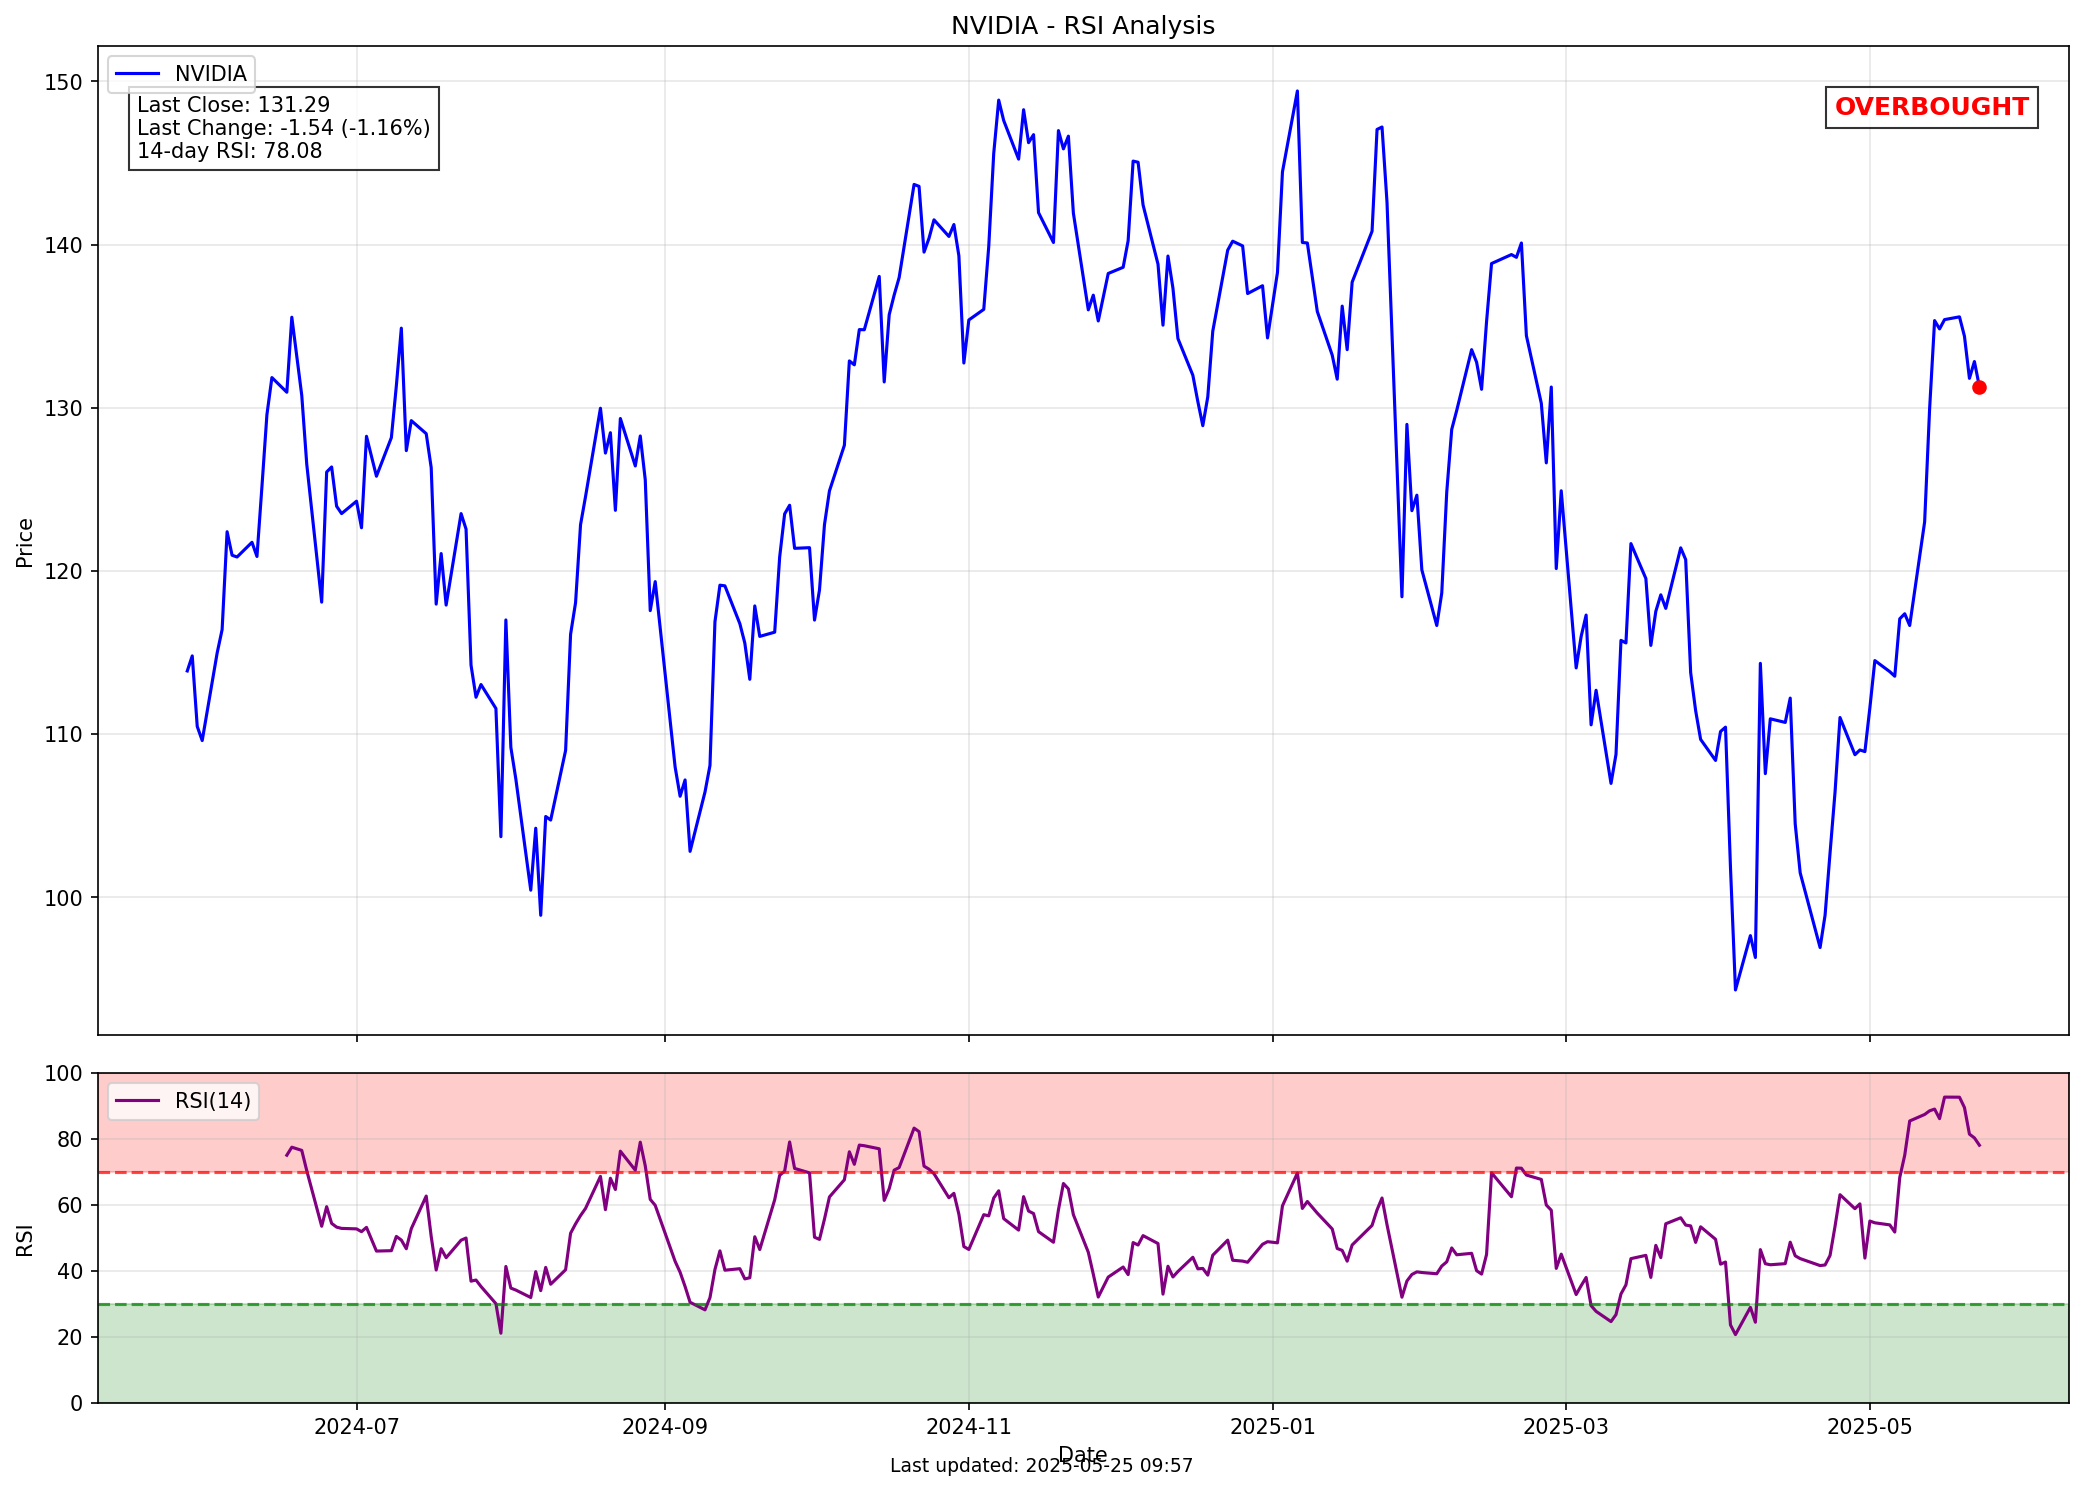 NVIDIA - RSI Analysis
NVIDIA
Last Close: 131.29
Last Change: -1.54 (-1.16%)
14-day RSI: 78.08
OVERBOUGHT
150
140
130
120
110
100
Price
RSI(14)
100
80
60
40
20
0
RSI
2024-07
2024-09
2024-11
2025-01
2025-03
2025-05
Date
Last updated: 2025-05-25 09:57